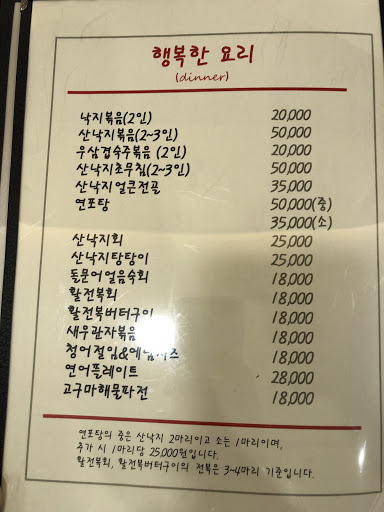 행복한 요리
(dinner)
낙지볶음(2인) 20,000
산낙지볶음(2~3인) 50,000
우삼겹숙주볶음 (2인) 20,000
산낙지초무침(2~3인) 50,000
산낙지얼큰전골 35,000
연포탕 50,000(중)
35,000(소)
산낙지회 25,000
산낙지탕탕이 25,000
돌문어얼음숙회 18,000
활전복회 18,000
활전복버터구이 18,000
새우관자볶음 18,000
청어절임& 18,000
연어플레이트 28,000
고구마해물파전 18,000
연포탕의 중은 산낙지 2마리이고 소는 1마리이며,
추가 시 1마리당 25,000원입니다.
활전복회, 활전복버터구이의 전복은 3~4마리 기준입니다.